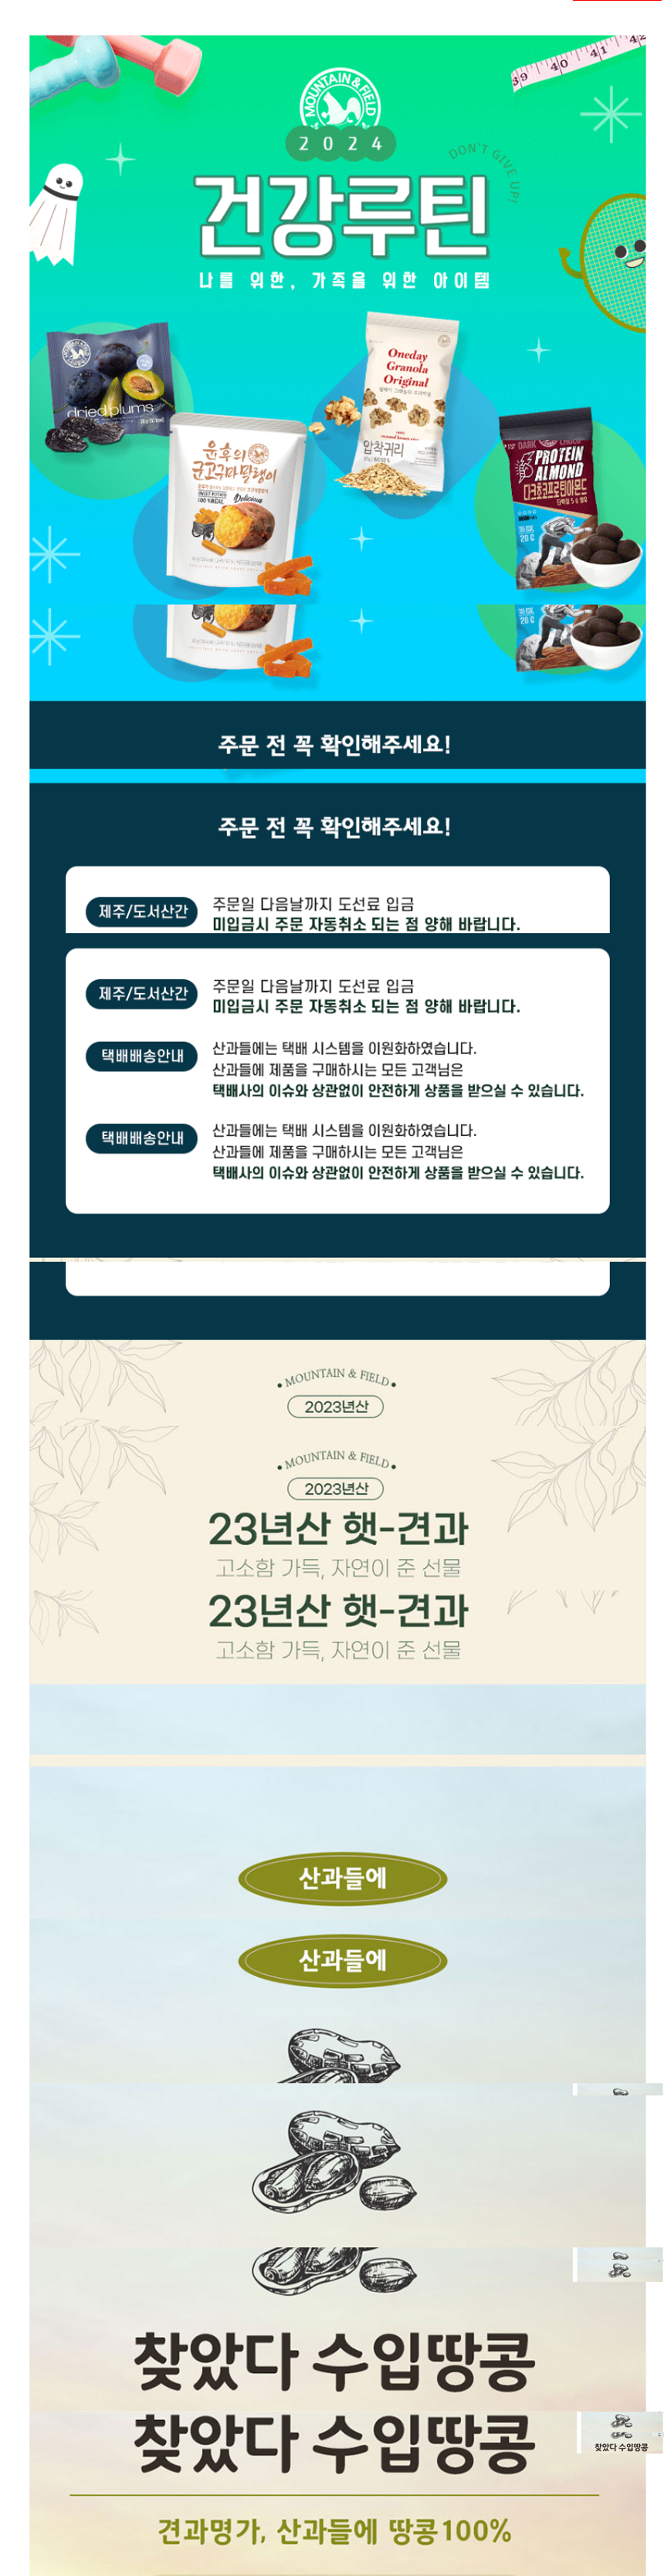 39 40 41 42
MOUNTAIN & FIELD
2024
DON'T GIVE UP!
건강루틴
나를 위한, 가족을 위한 아이템
dried plums
Oneday
Granola
Original
압착귀리
윤호의
군고구마말랭이
Delicious
DARK CHOCO
PROTEIN
ALMOND
다크초코프로틴아몬드
20 G
20 G
주문 전 꼭 확인해주세요!
주문 전 꼭 확인해주세요!
제주/도서산간
주문일 다음날까지 도선료 입금
미입금시 주문 자동취소 되는 점 양해 바랍니다.
제주/도서산간
주문일 다음날까지 도선료 입금
미입금시 주문 자동취소 되는 점 양해 바랍니다.
택배배송안내
산과들에는 택배 시스템을 이원화하였습니다.
산과들에 제품을 구매하시는 모든 고객님은
택배사의 이슈와 상관없이 안전하게 상품을 받으실 수 있습니다.
택배배송안내
산과들에는 택배 시스템을 이원화하였습니다.
산과들에 제품을 구매하시는 모든 고객님은
택배사의 이슈와 상관없이 안전하게 상품을 받으실 수 있습니다.
• MOUNTAIN & FIELD •
2023년산
• MOUNTAIN & FIELD •
2023년산
23년산 햇-견과
고소함 가득, 자연이 준 선물
23년산 햇-견과
고소함 가득, 자연이 준 선물
산과들에
산과들에
찾았다 수입땅콩
찾았다 수입땅콩
찾았다 수입땅콩
견과명가, 산과들에 땅콩100%